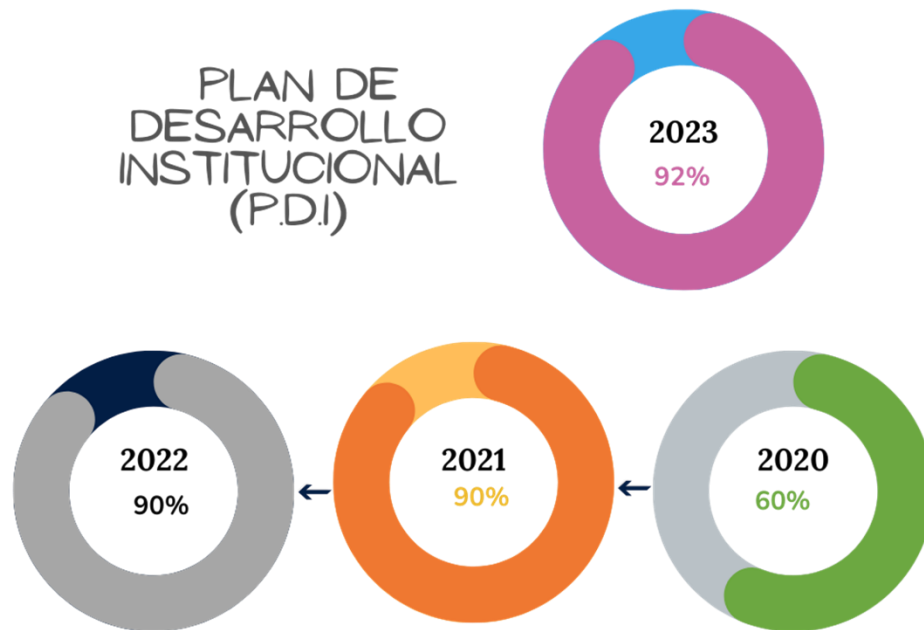 PLAN DE
DESARROLLO
INSTITUCIONAL
(P.D.I)
2023
92%
2022
90%
2021
90%
2020
60%